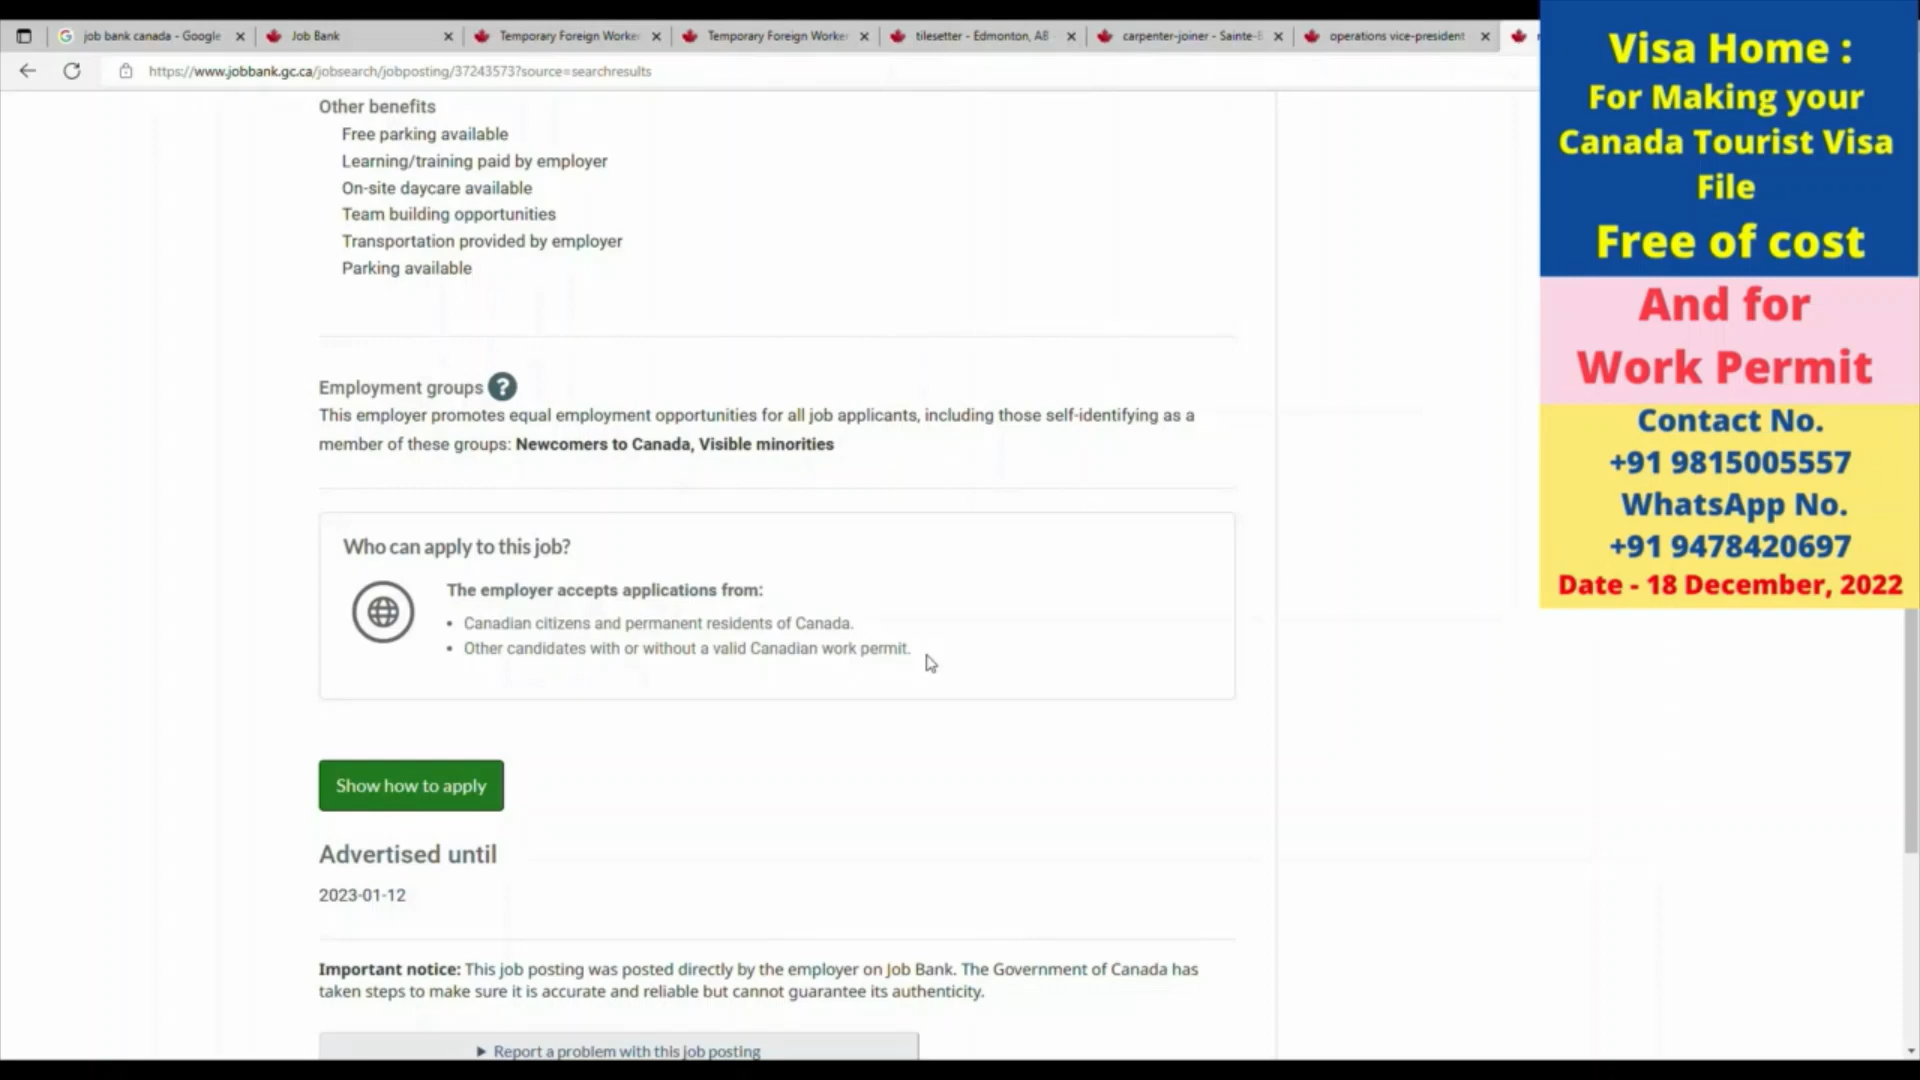 job bank canada - Google
Job Bank
Temporary Foreign Worke
Temporary Foreign Worker
tilesetter - Edmonton, AB
carpenter-joiner - Sainte-
operations vice-president
https://www.jobbank.gc.ca/jobsearch/jobposting/37243573?source=searchresults
Other benefits
Free parking available
Learning/training paid by employer
On-site daycare available
Team building opportunities
Transportation provided by employer
Parking available
Employment groups ?
This employer promotes equal employment opportunities for all job applicants, including those self-identifying as a
member of these groups: Newcomers to Canada, Visible minorities
Who can apply to this job?
The employer accepts applications from:
• Canadian citizens and permanent residents of Canada.
• Other candidates with or without a valid Canadian work permit.
Show how to apply
Advertised until
2023-01-12
Important notice: This job posting was posted directly by the employer on Job Bank. The Government of Canada has
taken steps to make sure it is accurate and reliable but cannot guarantee its authenticity.
Report a problem with this job posting
Visa Home :
For Making your
Canada Tourist Visa
File
Free of cost
And for
Work Permit
Contact No.
+91 9815005557
WhatsApp No.
+91 9478420697
Date - 18 December, 2022